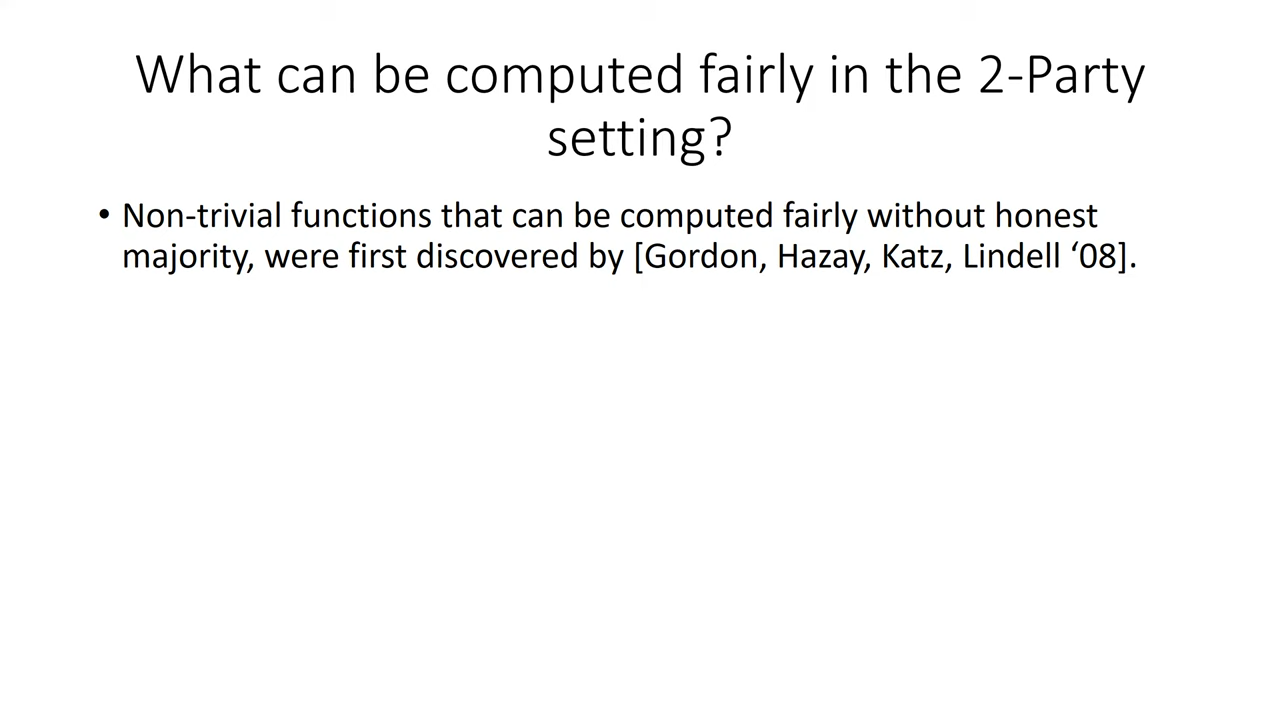 What can be computed fairly in the 2-Party
setting?
• Non-trivial functions that can be computed fairly without honest
majority, were first discovered by [Gordon, Hazay, Katz, Lindell ‘08].